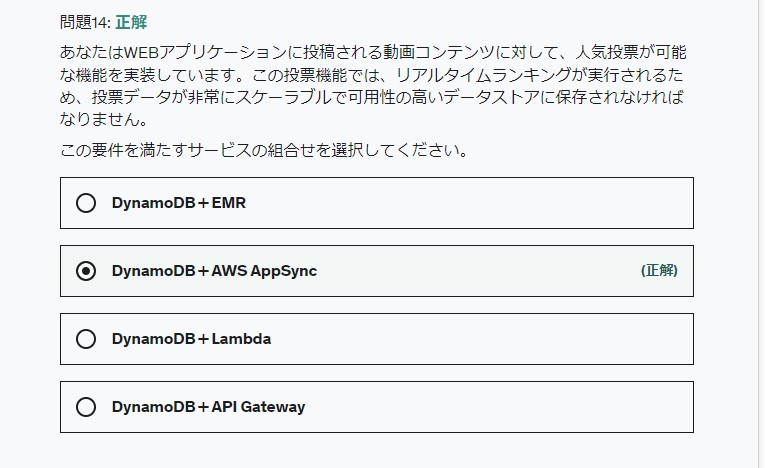 問題14: 正解
あなたはWEBアプリケーションに投稿される動画コンテンツに対して、人気投票が可能
な機能を実装しています。この投票機能では、リアルタイムランキングが実行されるた
め、投票データが非常にスケーラブルで可用性の高いデータストアに保存されなければ
なりません。
この要件を満たすサービスの組合せを選択してください。
DynamoDB＋EMR
DynamoDB＋AWS AppSync (正解)
DynamoDB＋Lambda
DynamoDB＋API Gateway